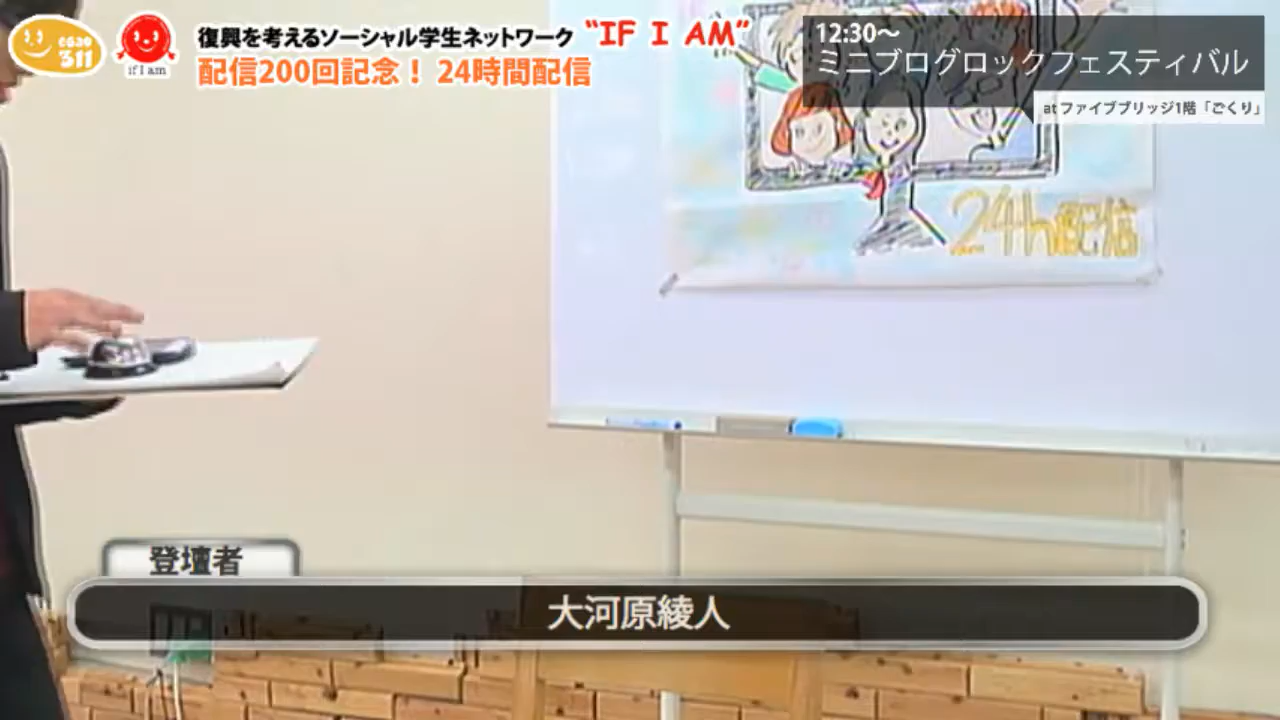 cgao
311
if I am
復興を考えるソーシャル学生ネットワーク "IF I AM"
配信200回記念！ 24時間配信
12:30～
ミニブログロックフェスティバル
at ファイブブリッジ1階「ごくり」
24h配信
登壇者
大河原綾人